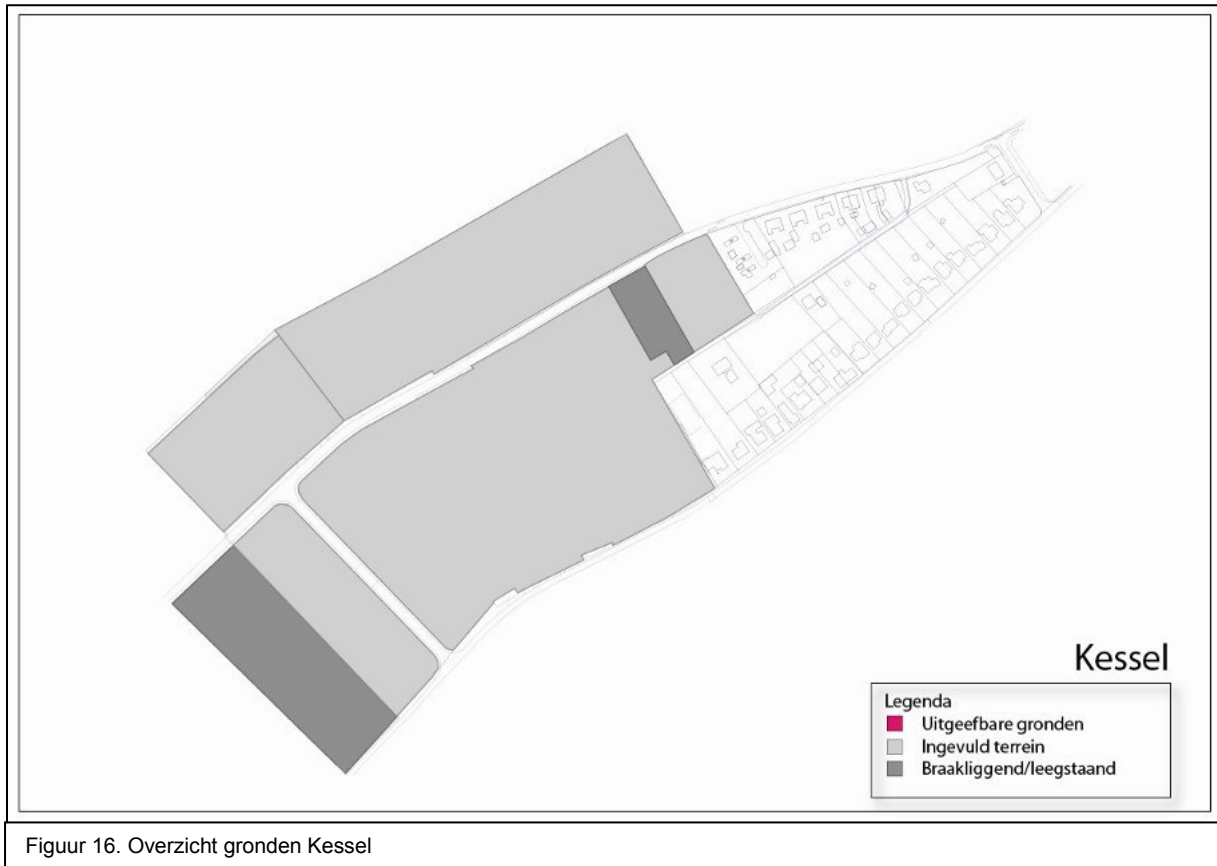 Kessel
Legenda
Uitgeefbare gronden
Ingevuld terrein
Braakliggend/leegstaand
Figuur 16. Overzicht gronden Kessel